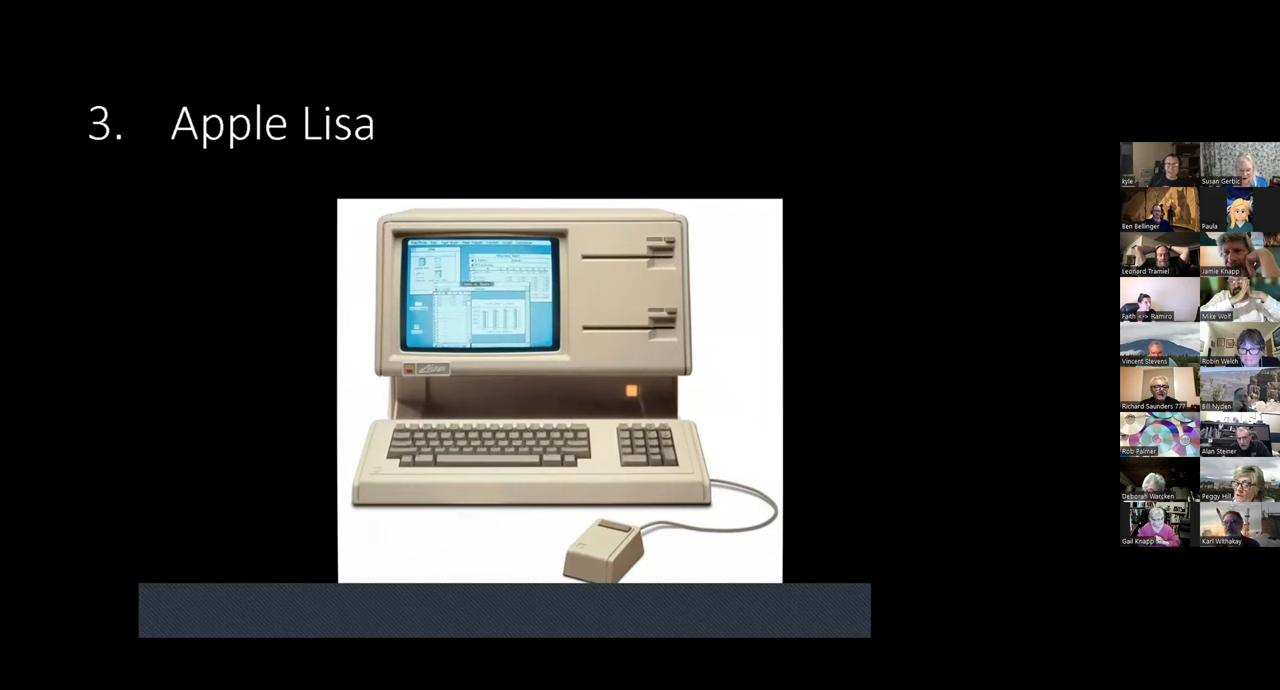 3. Apple Lisa
kyle
Susan Gerbic
Ben Bellinger
Paula
Leonard Tramiel
Jamie Knapp
Faith <-> Ramiro
Mike Wolf
Vincent Stevens
Robin Welch
Richard Saunders 777
Bill Nyden
Rob Palmer
Alan Steiner
Deborah Warcken
Peggy Hill
Gail Knapp
Karl Withakay